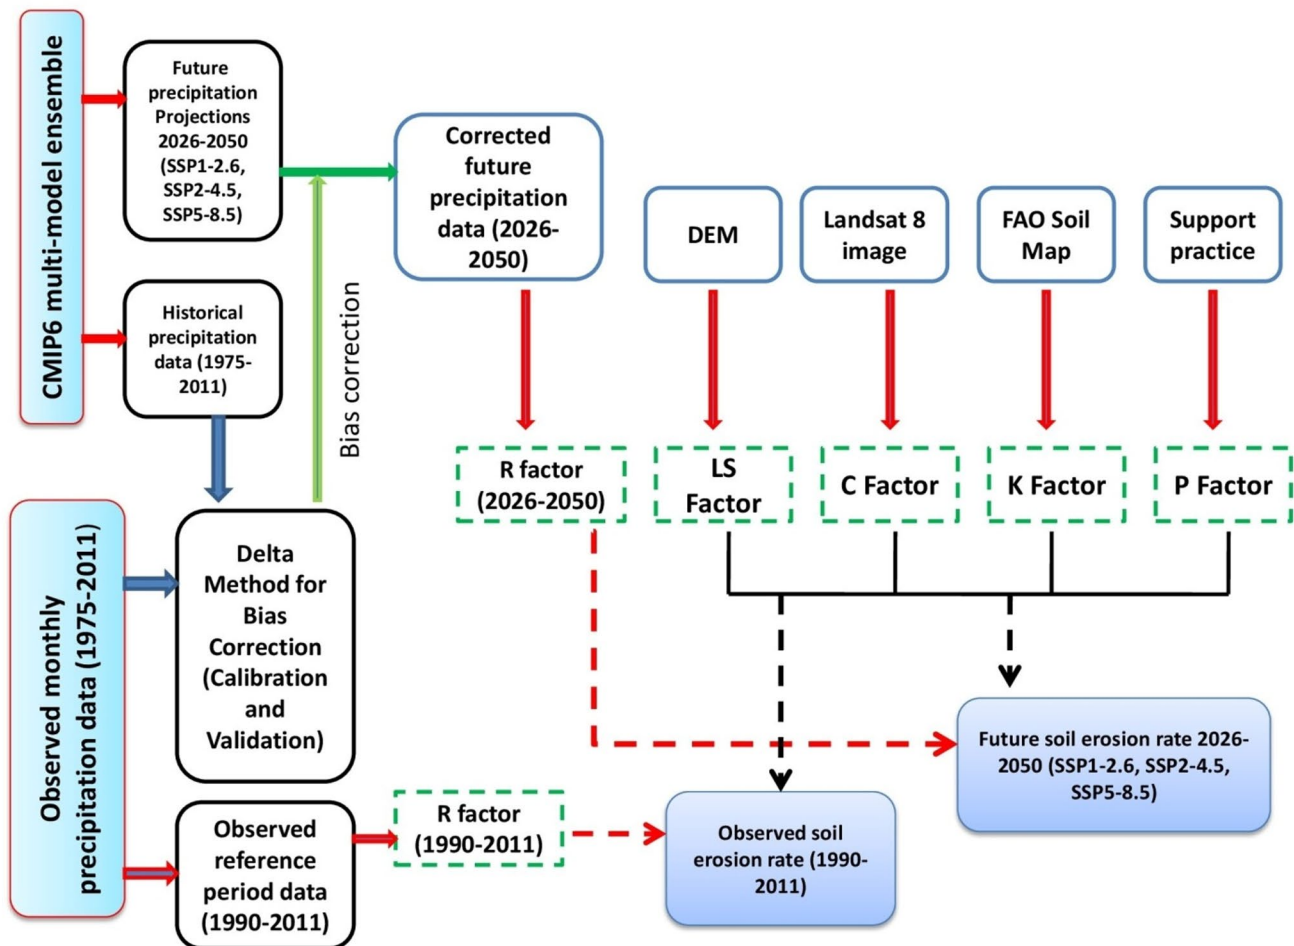 CMIP6 multi-model ensemble
Future
precipitation
Projections
2026-2050
(SSP1-2.6,
SSP2-4.5,
SSP5-8.5)
Historical
precipitation
data (1975-
2011)
Bias correction
Corrected
future
precipitation
data (2026-
2050)
DEM
Landsat 8
image
FAO Soil
Map
Support
practice
R factor
(2026-2050)
LS
Factor
C Factor
K Factor
P Factor
Observed monthly
precipitation data (1975-2011)
Delta
Method for
Bias
Correction
(Calibration
and
Validation)
Observed
reference
period data
(1990-2011)
R factor
(1990-2011)
Observed soil
erosion rate (1990-
2011)
Future soil erosion rate 2026-
2050 (SSP1-2.6, SSP2-4.5,
SSP5-8.5)